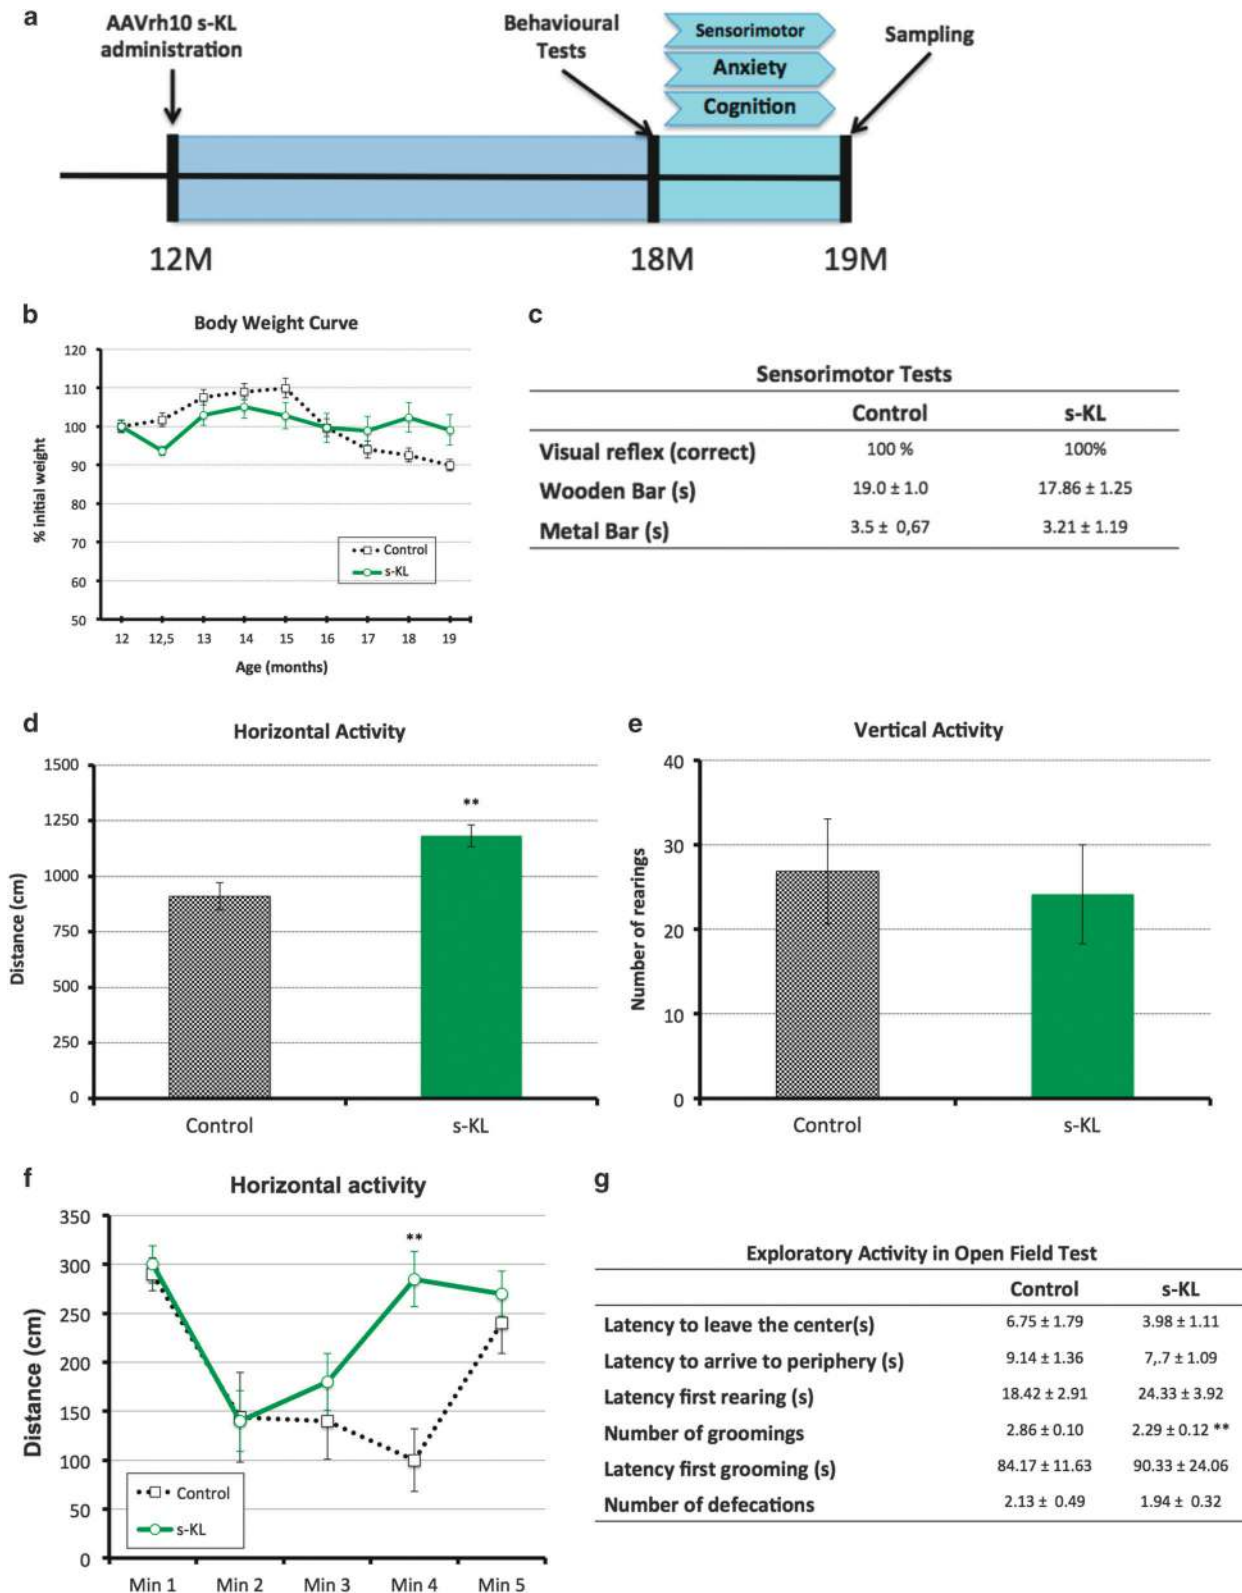 a
AAVrh10 s-KL
administration
Behavioural
Tests
Sensorimotor
Anxiety
Cognition
Sampling
12M
18M
19M
b
Body Weight Curve
% initial weight
120
110
100
90
80
70
60
50
Control
s-KL
12 12,5 13 14 15 16 17 18 19
Age (months)
c
Sensorimotor Tests
Control s-KL
Visual reflex (correct) 100 % 100%
Wooden Bar (s) 19.0 ± 1.0 17.86 ± 1.25
Metal Bar (s) 3.5 ± 0,67 3.21 ± 1.19
d
Horizontal Activity
Distance (cm)
1500
1250
1000
750
500
250
0
**
Control s-KL
e
Vertical Activity
Number of rearings
40
30
20
10
0
Control s-KL
f
Horizontal activity
Distance (cm)
350
300
250
200
150
100
50
0
**
Control
s-KL
Min 1 Min 2 Min 3 Min 4 Min 5
g
Exploratory Activity in Open Field Test
Control s-KL
Latency to leave the center(s) 6.75 ± 1.79 3.98 ± 1.11
Latency to arrive to periphery (s) 9.14 ± 1.36 7,.7 ± 1.09
Latency first rearing (s) 18.42 ± 2.91 24.33 ± 3.92
Number of groomings 2.86 ± 0.10 2.29 ± 0.12 **
Latency first grooming (s) 84.17 ± 11.63 90.33 ± 24.06
Number of defecations 2.13 ± 0.49 1.94 ± 0.32